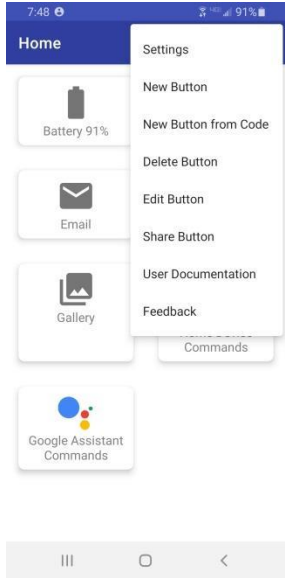 7:48 91%
Home
Settings
New Button
New Button from Code
Delete Button
Edit Button
Share Button
User Documentation
Feedback
Battery 91%
Email
Gallery
Commands
Google Assistant
Commands